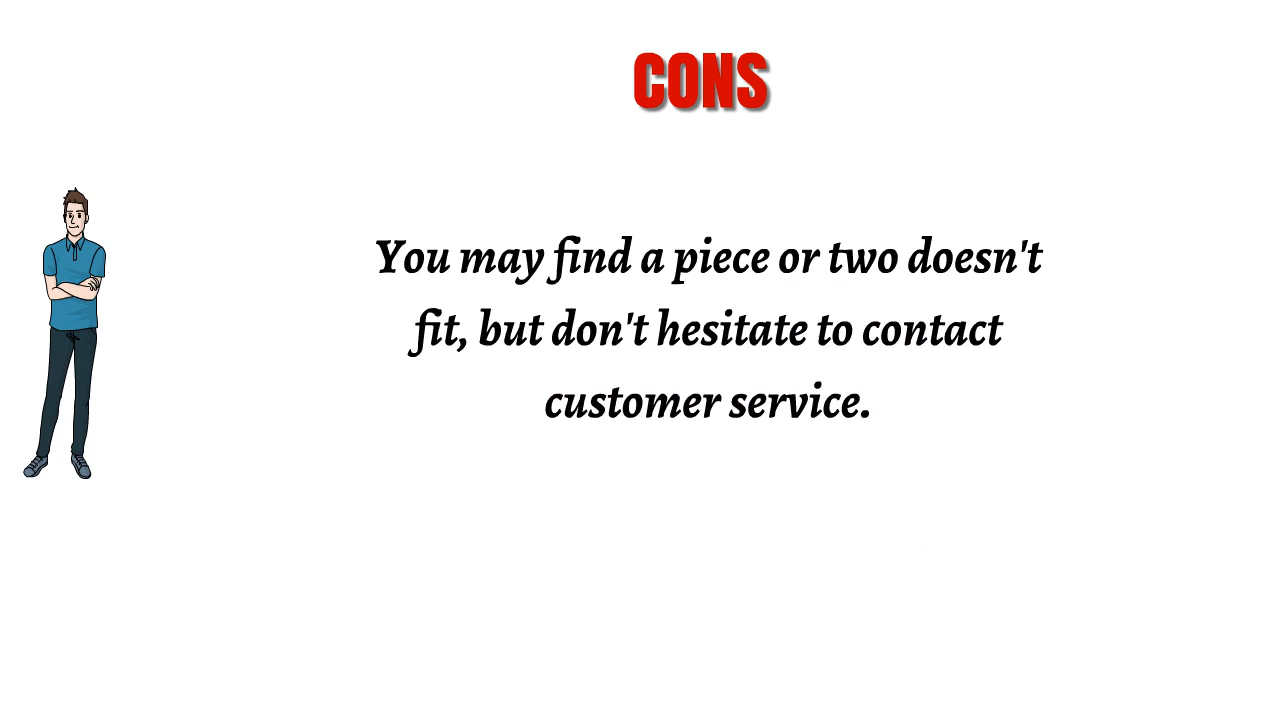 CONS
You may find a piece or two doesn't
fit, but don't hesitate to contact
customer service.